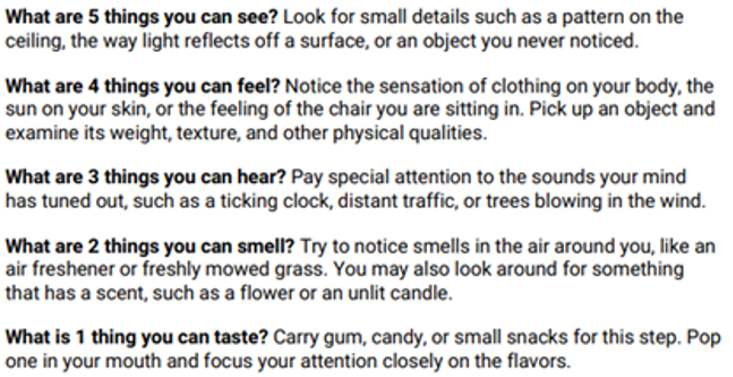 What are 5 things you can see? Look for small details such as a pattern on the
ceiling, the way light reflects off a surface, or an object you never noticed.
What are 4 things you can feel? Notice the sensation of clothing on your body, the
sun on your skin, or the feeling of the chair you are sitting in. Pick up an object and
examine its weight, texture, and other physical qualities.
What are 3 things you can hear? Pay special attention to the sounds your mind
has tuned out, such as a ticking clock, distant traffic, or trees blowing in the wind.
What are 2 things you can smell? Try to notice smells in the air around you, like an
air freshener or freshly mowed grass. You may also look around for something
that has a scent, such as a flower or an unlit candle.
What is 1 thing you can taste? Carry gum, candy, or small snacks for this step. Pop
one in your mouth and focus your attention closely on the flavors.